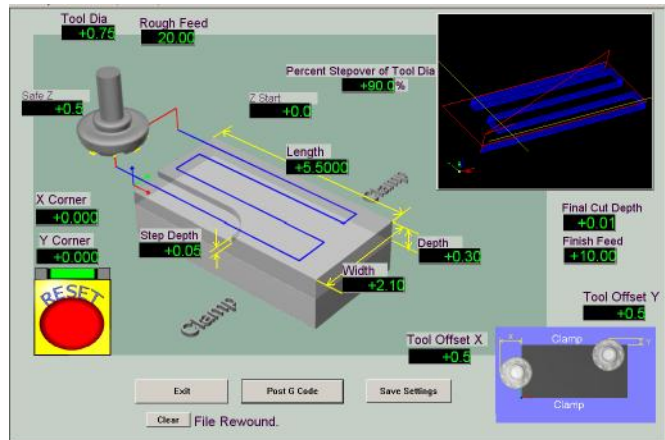 Tool Dia
+0.75
Rough Feed
20.00
Percent Stepover of Tool Dia
+90.0 %
Safe Z
+0.5
Z Start
+0.0
Length
+5.5000
Clamp
X Corner
+0.000
Y Corner
+0.000
Step Depth
+0.05
Depth
+0.30
Width
+2.10
Final Cut Depth
+0.01
Finish Feed
+10.00
RESET
Clamp
Tool Offset Y
+0.5
Tool Offset X
+0.5
X
Clamp
Y
Clamp
Exit
Post G Code
Save Settings
Clear
File Rewound.